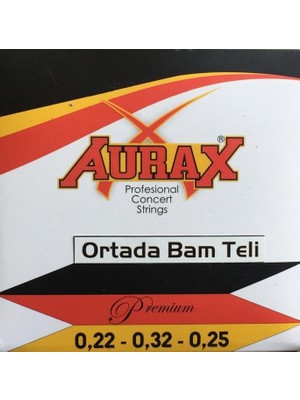 AURAX®
Profesional
Concert
Strings
Ortada Bam Teli
Premium
0,22 - 0,32 - 0,25